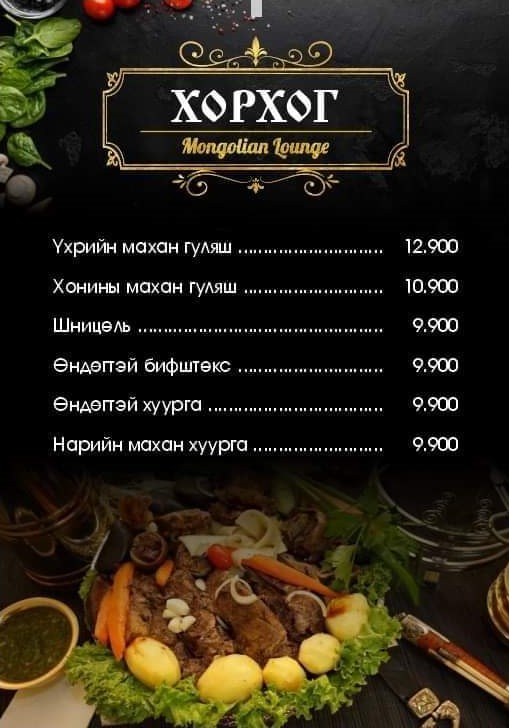 ХОРХОГ
Mongolian Lounge
Үхрийн махан гуляш ............................ 12.900
Хонины махан гуляш ........................... 10.900
Шницель ............................................... 9.900
Өндөгтэй бифштекс ............................ 9.900
Өндөгтэй хуурга .................................. 9.900
Нарийн махан хуурга ......................... 9.900